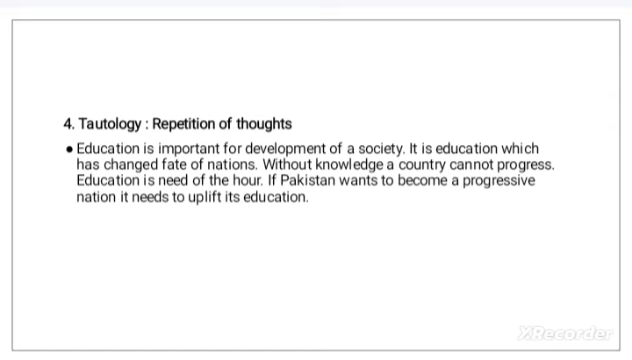 4. Tautology : Repetition of thoughts
• Education is important for development of a society. It is education which
has changed fate of nations. Without knowledge a country cannot progress.
Education is need of the hour. If Pakistan wants to become a progressive
nation it needs to uplift its education.
XRecorder